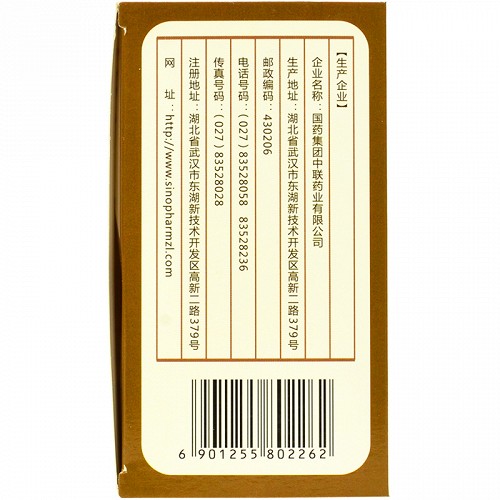 【生产企业】
企业名称：国药集团中联药业有限公司
生产地址：湖北省武汉市东湖新技术开发区高新二路379号
邮政编码：430206
电话号码：(027)83528058 83528236
传真号码：(027)83528028
注册地址：湖北省武汉市东湖新技术开发区高新二路379号
网 址：http://www.sinopharmzl.com
6 901255 802262